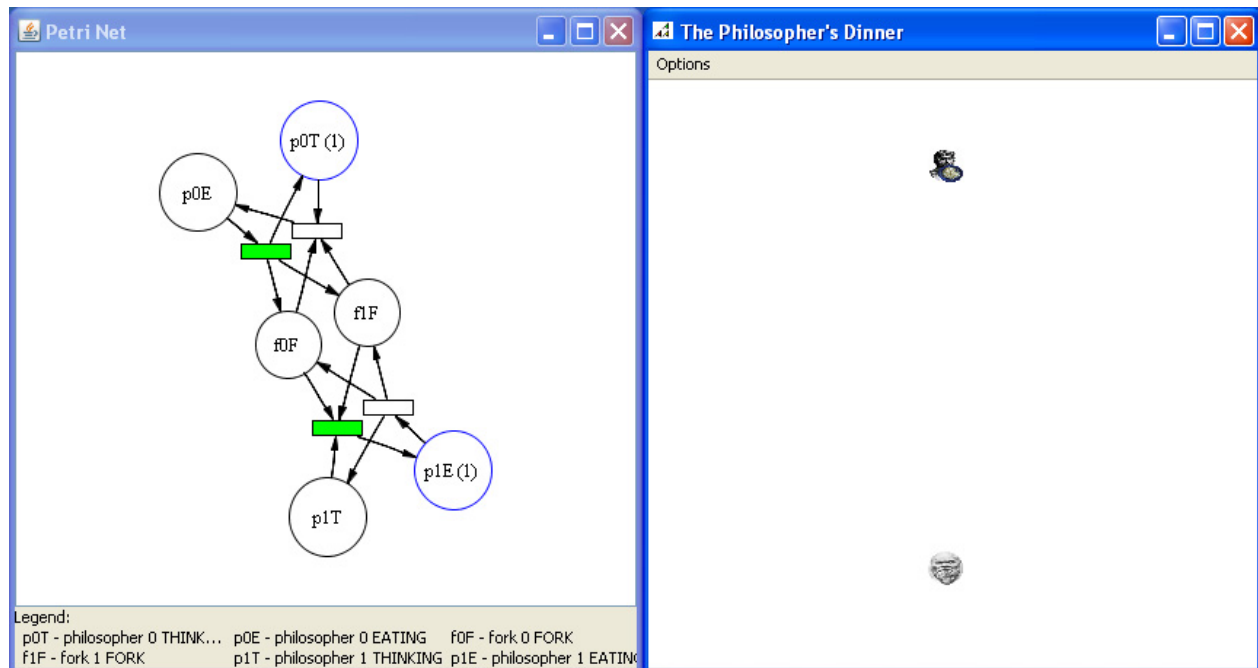 Petri Net
The Philosopher's Dinner
Options
p0T (1)
p0E
f1F
f0F
p1E (1)
p1T
Legend:
p0T - philosopher 0 THINK... p0E - philosopher 0 EATING f0F - fork 0 FORK
f1F - fork 1 FORK p1T - philosopher 1 THINKING p1E - philosopher 1 EATING